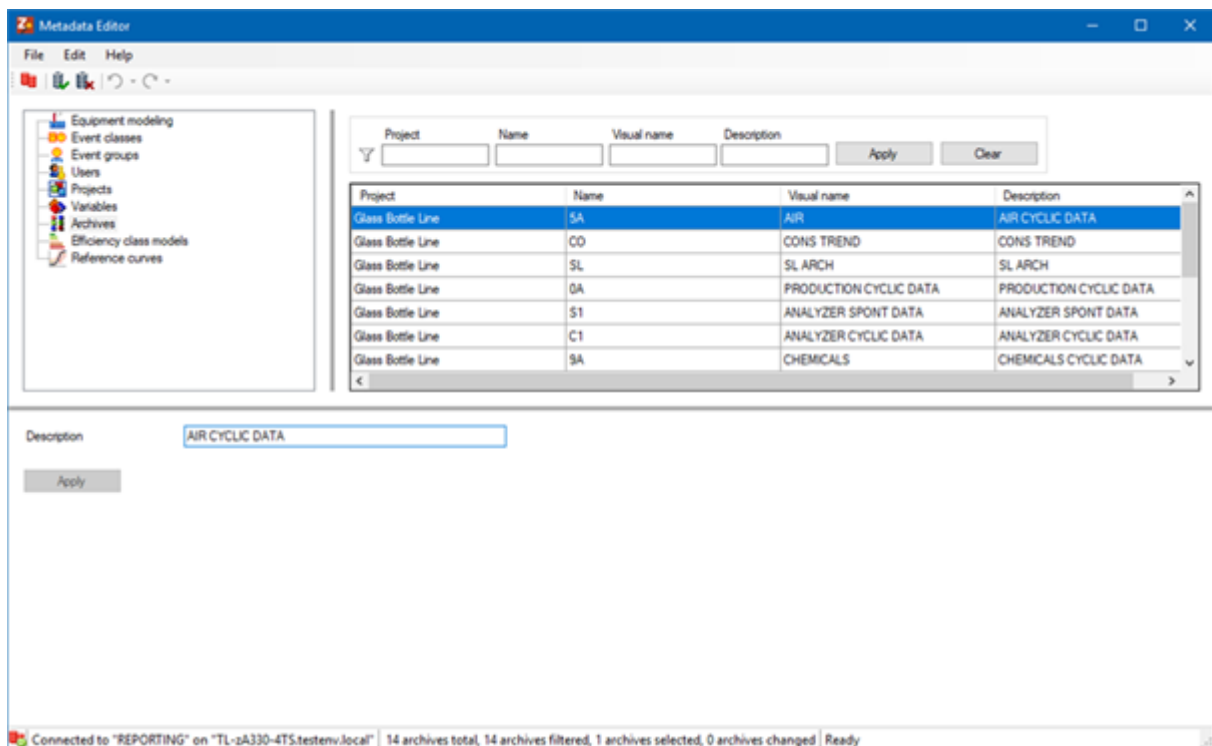 Metadata Editor
File Edit Help
Equipment modeling
Event classes
Event groups
Users
Projects
Variables
Archives
Efficiency class models
Reference curves
Project Name Visual name Description
Apply Clear
Project Name Visual name Description
Glass Bottle Line 5A AIR AIR CYCLIC DATA
Glass Bottle Line CO CONS TREND CONS TREND
Glass Bottle Line SL SL ARCH SL ARCH
Glass Bottle Line 0A PRODUCTION CYCLIC DATA PRODUCTION CYCLIC DATA
Glass Bottle Line S1 ANALYZER SPONT DATA ANALYZER SPONT DATA
Glass Bottle Line C1 ANALYZER CYCLIC DATA ANALYZER CYCLIC DATA
Glass Bottle Line 9A CHEMICALS CHEMICALS CYCLIC DATA
Description AIR CYCLIC DATA
Apply
Connected to "REPORTING" on "TL-zA330-4TS.testenv.local" 14 archives total, 14 archives filtered, 1 archives selected, 0 archives changed Ready